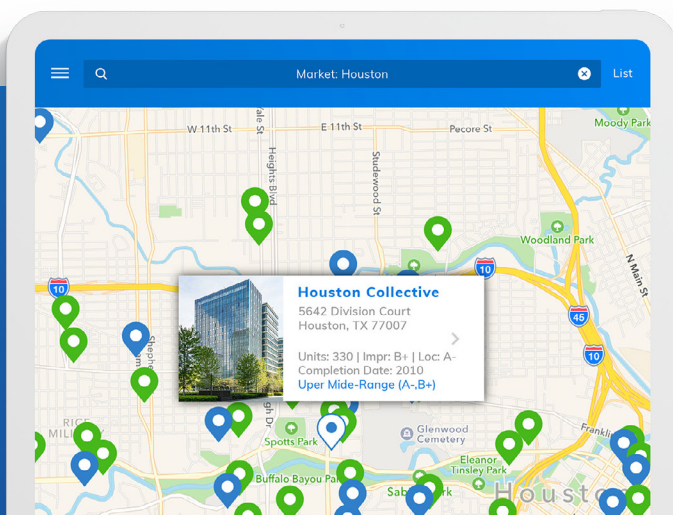 Market: Houston
List
Moody Park
W 11th St
E 11th St
Pecore St
Heights Blvd
Studewood St
Woodland Park
N Main St
10
10
45
10
Houston Collective
5642 Division Court
Houston, TX 77007
Units: 330 | Impr: B+ | Loc: A-
Completion Date: 2010
Uper Mide-Range (A-,B+)
Spotts Park
Glenwood
Cemetery
Eleanor
Tinsley Park
Buffalo Bayou Park